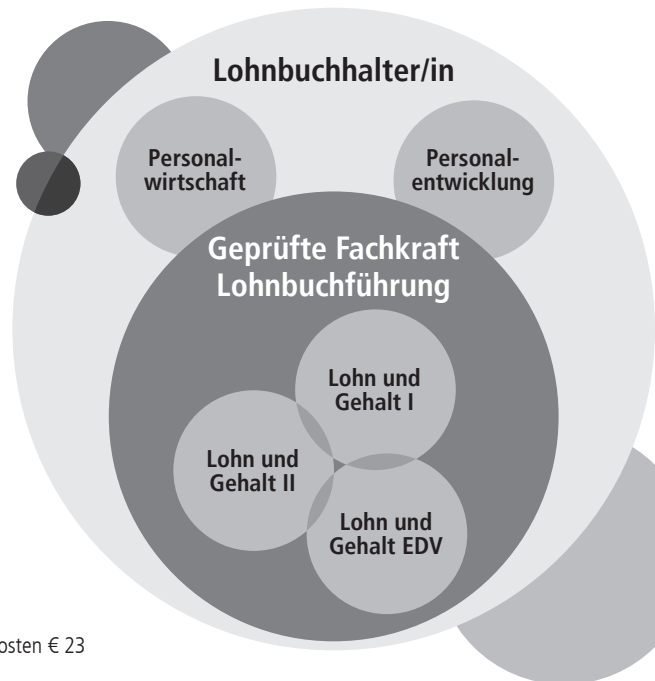 Lohnbuchhalter/in
Personal-
wirtschaft
Personal-
entwicklung
Geprüfte Fachkraft
Lohnbuchführung
Lohn und
Gehalt I
Lohn und
Gehalt II
Lohn und
Gehalt EDV
osten € 23